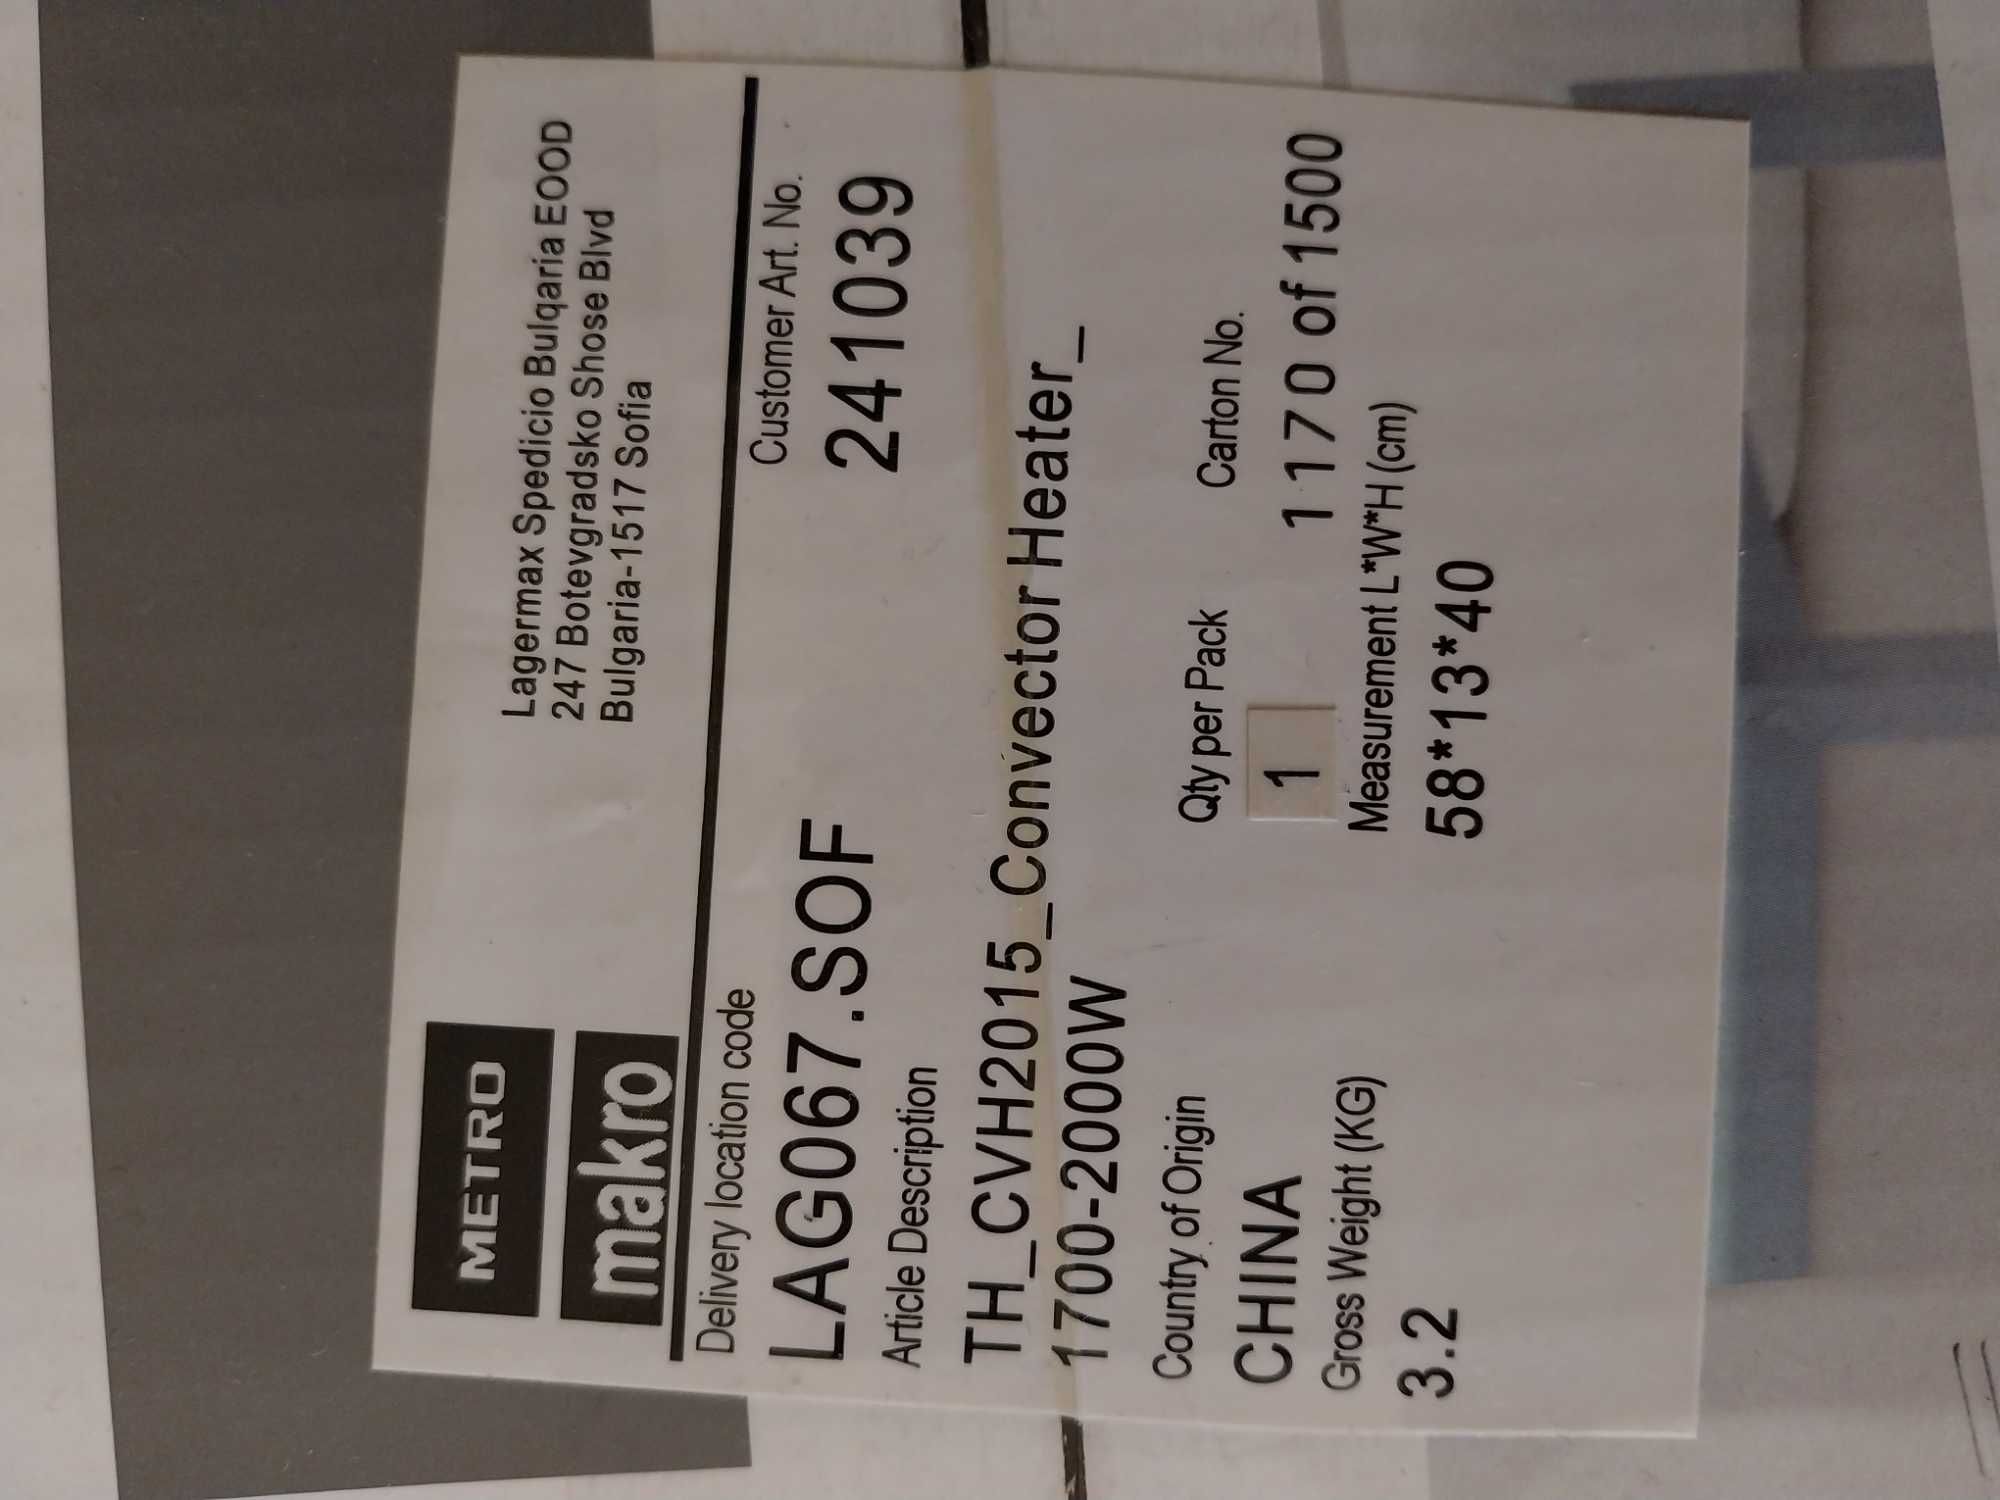 METRO
makro
Lagermax Spedicio Bulqaria EOOD
247 Botevgradsko Shose Blvd
Bulgaria-1517 Sofia
Delivery location code
Customer Art. No.
LAG067.SOF
241039
Article Description
TH_CVH2015_Convector Heater_
1700-2000W
Country of Origin
Qty per Pack
Carton No.
CHINA
1
1170 of 1500
Gross Weight (KG)
Measurement L*W*H (cm)
3.2
58*13*40